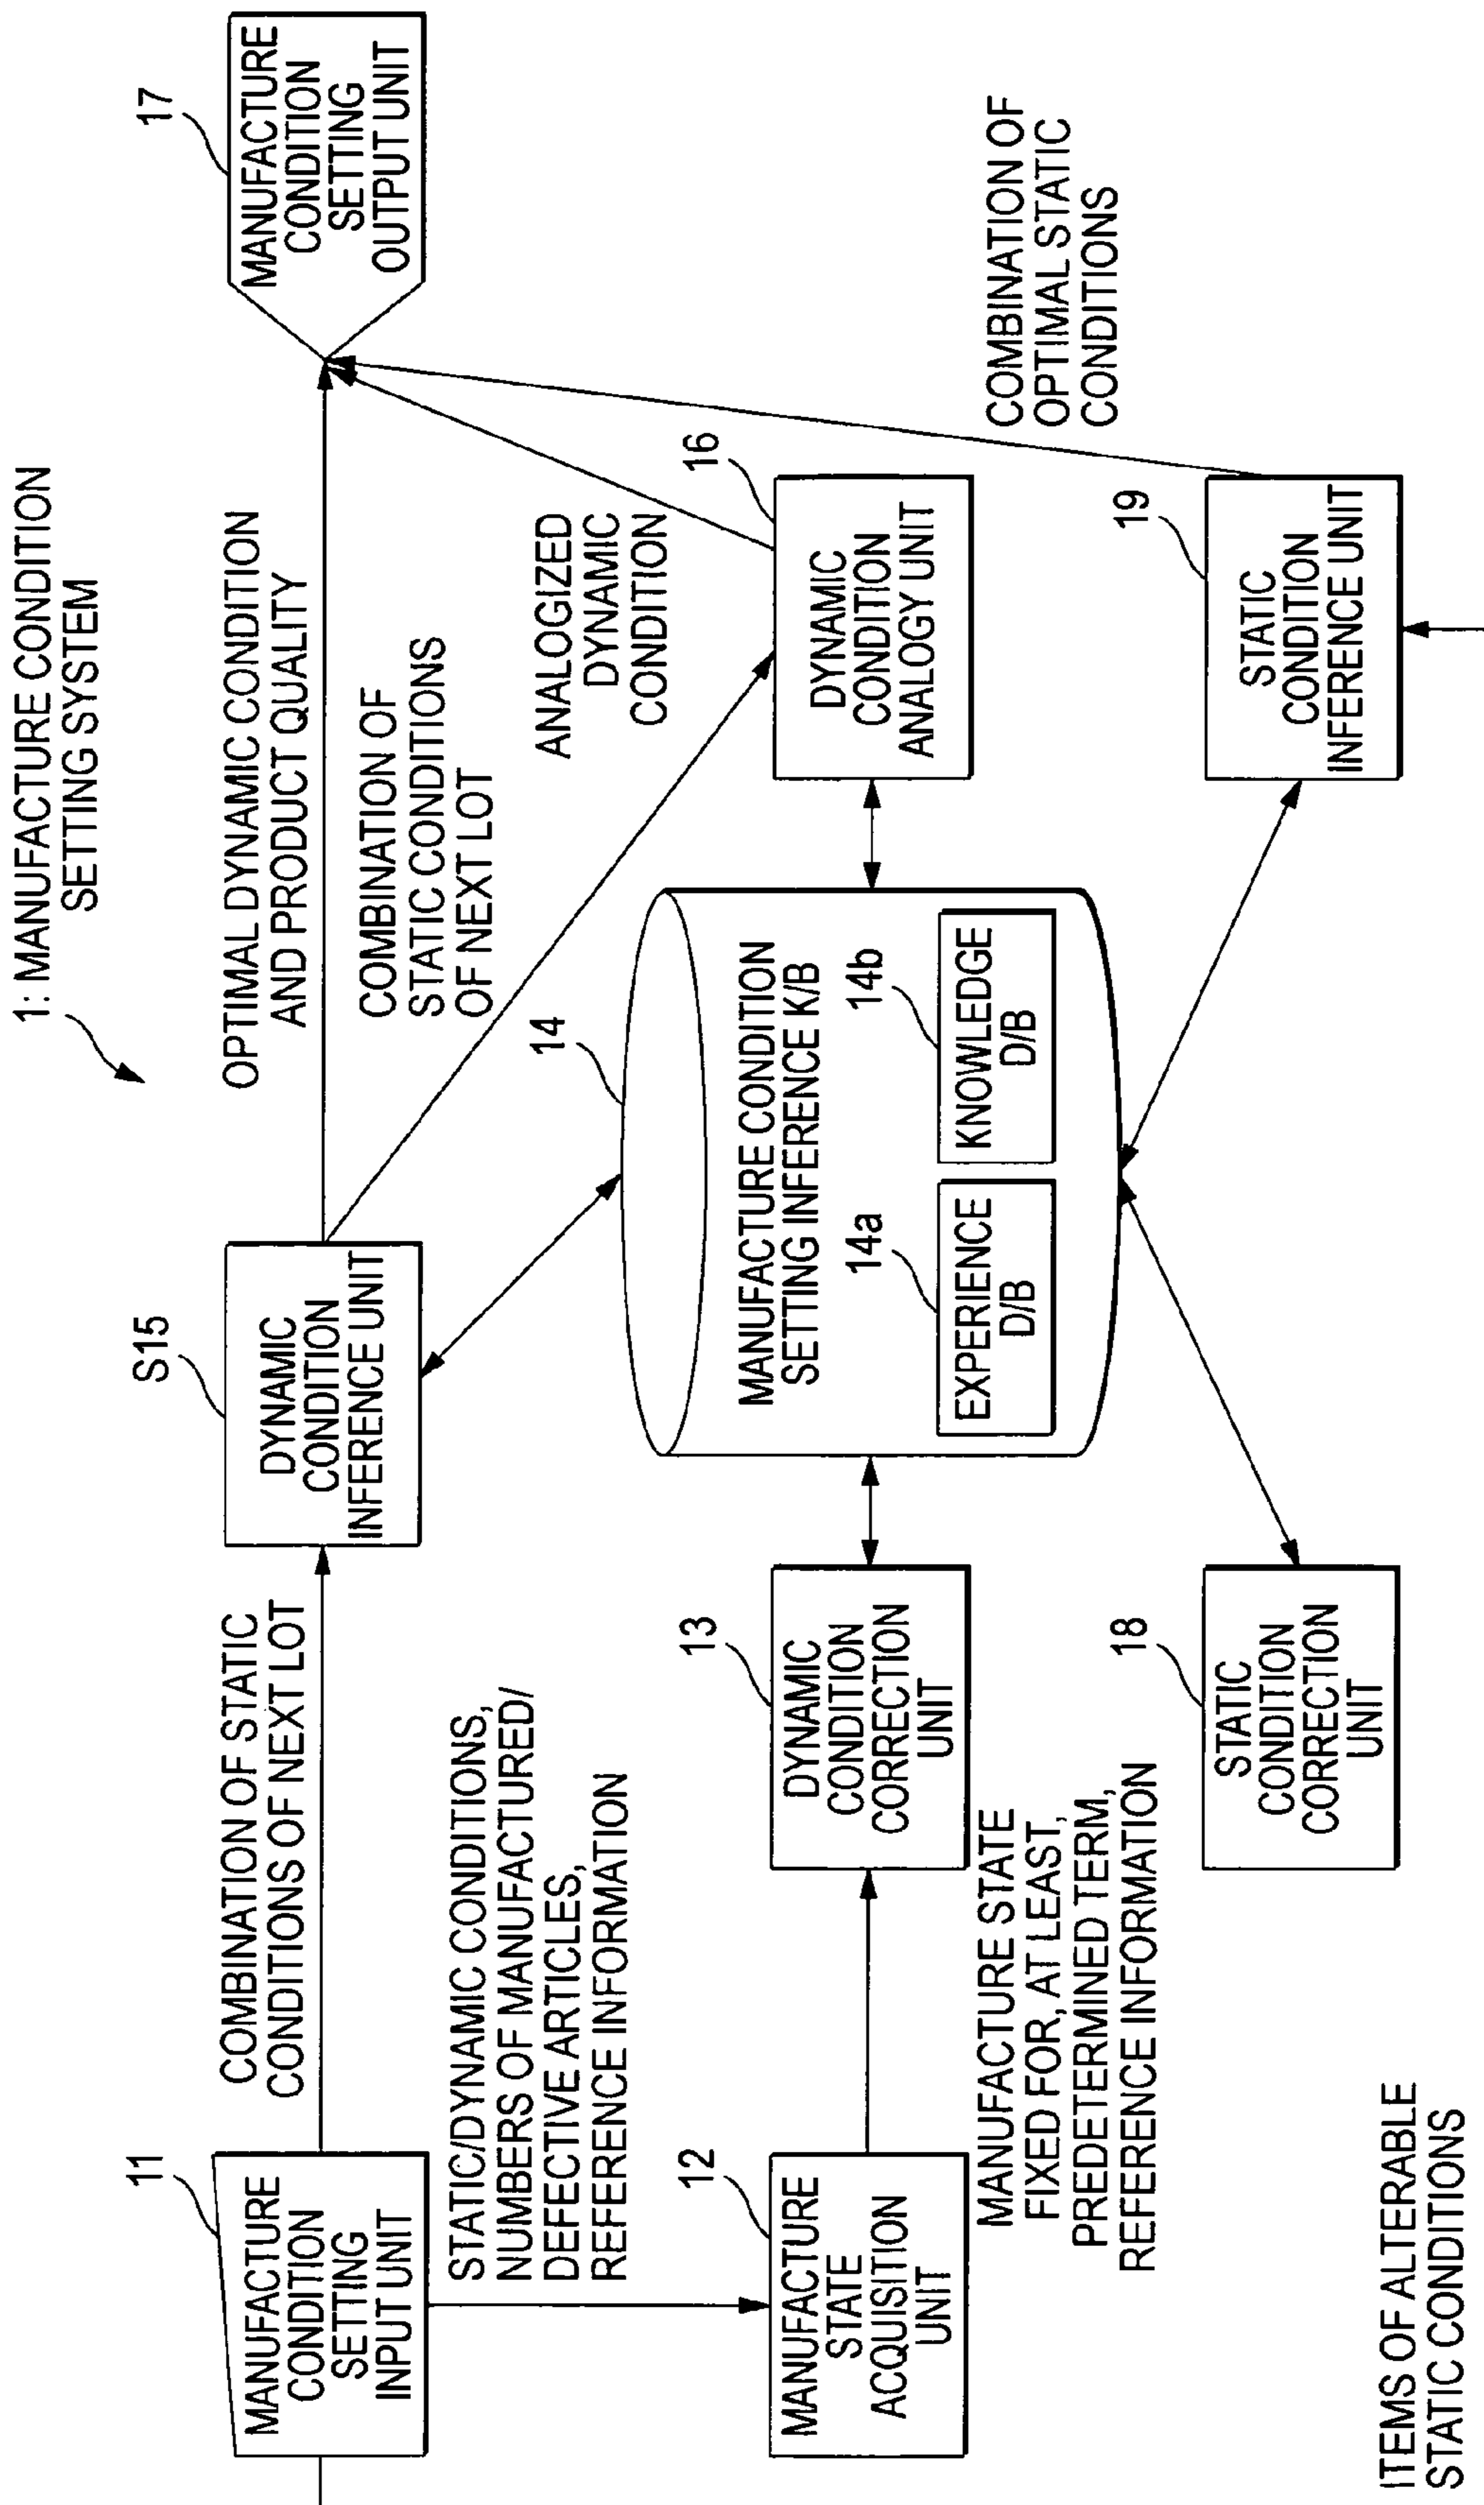 1: MANUFACTURE CONDITION
SETTING SYSTEM
11
MANUFACTURE
CONDITION
SETTING
INPUT UNIT
COMBINATION OF STATIC
CONDITIONS OF NEXT LOT
S15
DYNAMIC
CONDITION
INFERENCE UNIT
OPTIMAL DYNAMIC CONDITION
AND PRODUCT QUALITY
17
MANUFACTURE
CONDITION
SETTING
OUTPUT UNIT
COMBINATION OF
STATIC CONDITIONS
OF NEXT LOT
STATIC/DYNAMIC CONDITIONS,
NUMBERS OF MANUFACTURED/
DEFECTIVE ARTICLES,
REFERENCE INFORMATION
ANALOGIZED
DYNAMIC
CONDITION
12
MANUFACTURE
STATE
ACQUISITION
UNIT
13
DYNAMIC
CONDITION
CORRECTION
UNIT
14
MANUFACTURE CONDITION
SETTING INFERENCE K/B
14a
EXPERIENCE
D/B
14b
KNOWLEDGE
D/B
16
DYNAMIC
CONDITION
ANALOGY UNIT
MANUFACTURE STATE
FIXED FOR, AT LEAST,
PREDETERMINED TERM,
REFERENCE INFORMATION
COMBINATION OF
OPTIMAL STATIC
CONDITIONS
18
STATIC
CONDITION
CORRECTION
UNIT
19
STATIC
CONDITION
INFERENCE UNIT
ITEMS OF ALTERABLE
STATIC CONDITIONS